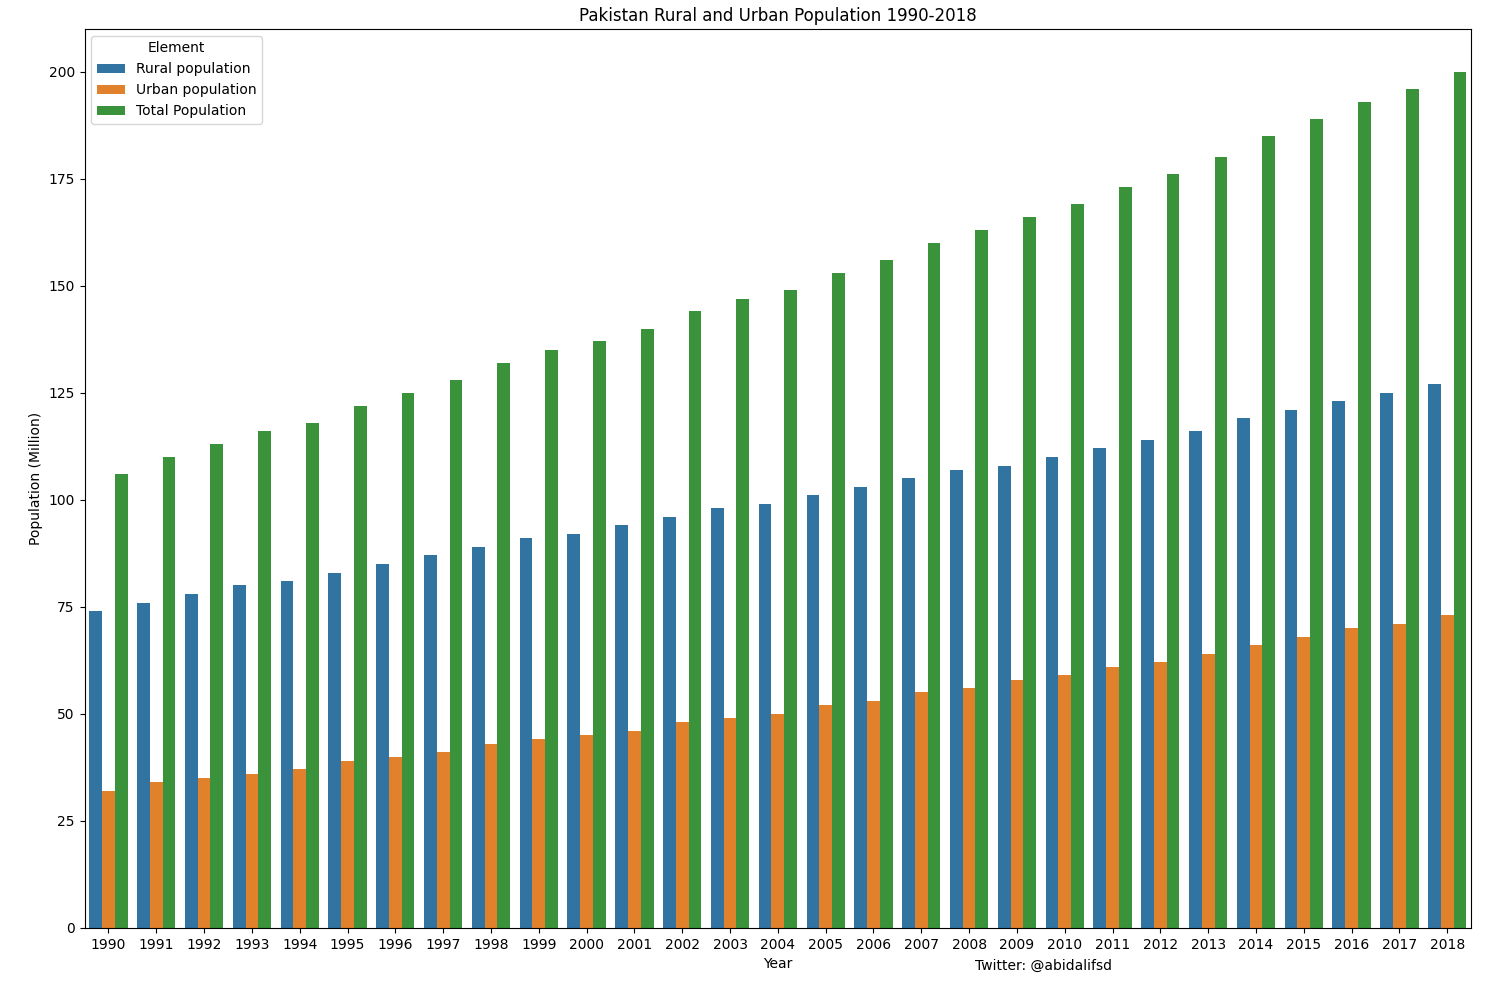 Pakistan Rural and Urban Population 1990-2018
Element
Rural population
Urban population
Total Population
200
175
150
125
100
75
50
25
0
Population (Million)
1990 1991 1992 1993 1994 1995 1996 1997 1998 1999 2000 2001 2002 2003 2004 2005 2006 2007 2008 2009 2010 2011 2012 2013 2014 2015 2016 2017 2018
Year
Twitter: @abidalifsd